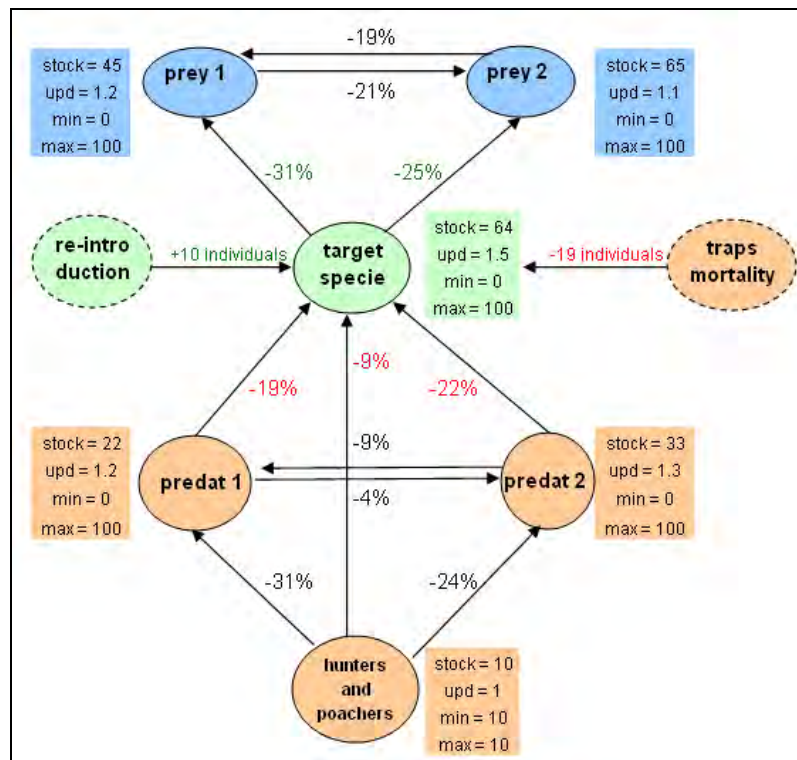 -19%
stock = 45
upd = 1.2
min = 0
max = 100
prey 1
prey 2
stock = 65
upd = 1.1
min = 0
max = 100
-21%
-31%
-25%
re-intro
duction
+10 individuals
target
specie
stock = 64
upd = 1.5
min = 0
max = 100
-19 individuals
traps
mortality
-9%
-19%
-22%
stock = 22
upd = 1.2
min = 0
max = 100
predat 1
-9%
-4%
predat 2
stock = 33
upd = 1.3
min = 0
max = 100
-31%
-24%
hunters
and
poachers
stock = 10
upd = 1
min = 10
max = 10